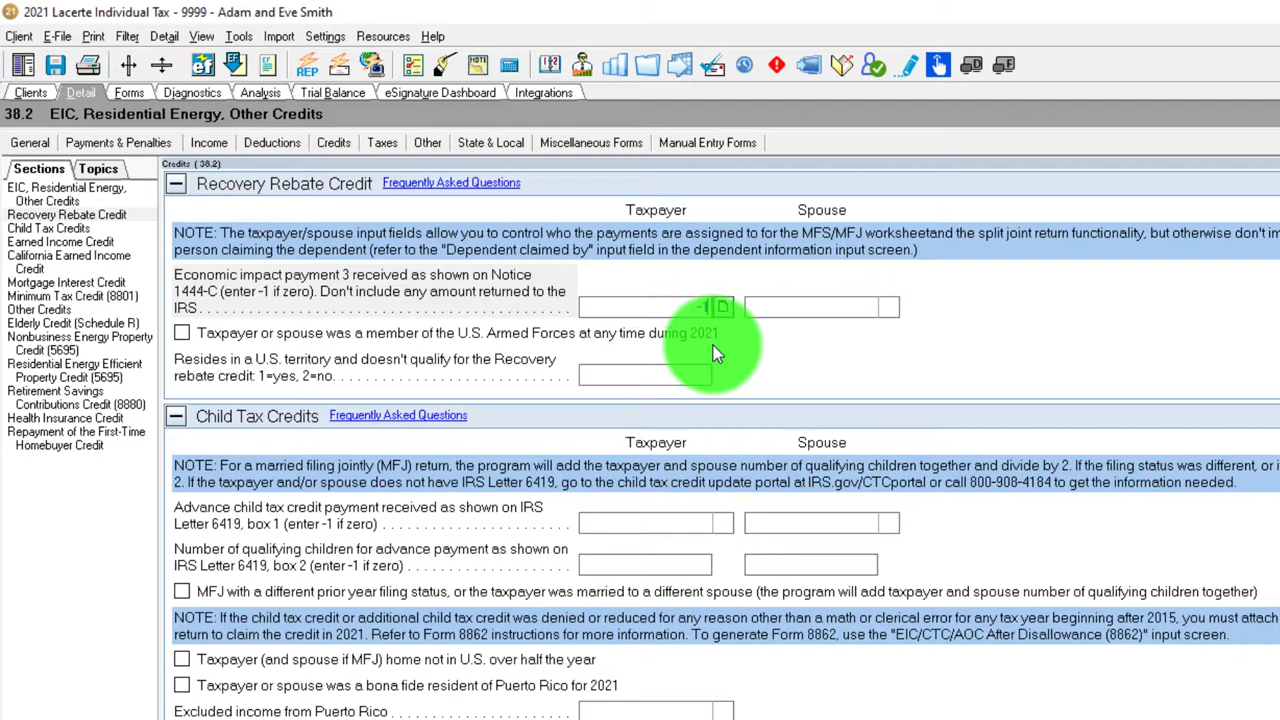 21 2021 Lacerte Individual Tax - 9999 - Adam and Eve Smith
Client E-File Print Filter Detail View Tools Import Settings Resources Help
REP NOTE
Clients Detail Forms Diagnostics Analysis Trial Balance eSignature Dashboard Integrations
38.2 EIC, Residential Energy, Other Credits
General Payments & Penalties Income Deductions Credits Taxes Other State & Local Miscellaneous Forms Manual Entry Forms
Sections Topics
EIC, Residential Energy,
Other Credits
Recovery Rebate Credit
Child Tax Credits
Earned Income Credit
California Earned Income
Credit
Mortgage Interest Credit
Minimum Tax Credit (8801)
Other Credits
Elderly Credit (Schedule R)
Nonbusiness Energy Property
Credit (5695)
Residential Energy Efficient
Property Credit (5695)
Retirement Savings
Contributions Credit (8880)
Health Insurance Credit
Repayment of the First-Time
Homebuyer Credit
Credits (38.2)
Recovery Rebate Credit Frequently Asked Questions
Taxpayer Spouse
NOTE: The taxpayer/spouse input fields allow you to control who the payments are assigned to for the MFS/MFJ worksheetand the split joint return functionality, but otherwise don't im
person claiming the dependent (refer to the "Dependent claimed by" input field in the dependent information input screen.)
Economic impact payment 3 received as shown on Notice
1444-C (enter -1 if zero). Don't include any amount returned to the
IRS. . . . . . . . . . . . . . . . . . . . . . . . . . . . . . . . . . . . . . . . . -1
Taxpayer or spouse was a member of the U.S. Armed Forces at any time during 2021
Resides in a U.S. territory and doesn't qualify for the Recovery
rebate credit: 1=yes, 2=no. . . . . . . . . . . . . . . . . . . . . . . . . .
Child Tax Credits Frequently Asked Questions
Taxpayer Spouse
NOTE: For a married filing jointly (MFJ) return, the program will add the taxpayer and spouse number of qualifying children together and divide by 2. If the filing status was different, or i
2. If the taxpayer and/or spouse does not have IRS Letter 6419, go to the child tax credit update portal at IRS.gov/CTCportal or call 800-908-4184 to get the information needed.
Advance child tax credit payment received as shown on IRS
Letter 6419, box 1 (enter -1 if zero) . . . . . . . . . . . . . . . . . . . . .
Number of qualifying children for advance payment as shown on
IRS Letter 6419, box 2 (enter -1 if zero) . . . . . . . . . . . . . . . . . .
MFJ with a different prior year filing status, or the taxpayer was married to a different spouse (the program will add taxpayer and spouse number of qualifying children together)
NOTE: If the child tax credit or additional child tax credit was denied or reduced for any reason other than a math or clerical error for any tax year beginning after 2015, you must attach
return to claim the credit in 2021. Refer to Form 8862 instructions for more information. To generate Form 8862, use the "EIC/CTC/AOC After Disallowance (8862)" input screen.
Taxpayer (and spouse if MFJ) home not in U.S. over half the year
Taxpayer or spouse was a bona fide resident of Puerto Rico for 2021
Excluded income from Puerto Rico . . . . . . . . . . . . . . . . . . . .